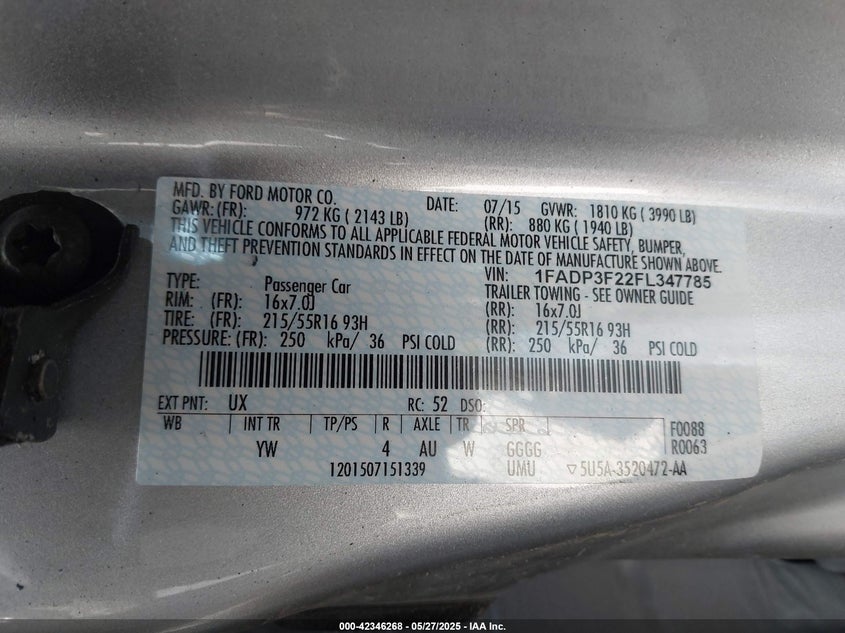 MFD. BY FORD MOTOR CO. DATE: 07/15 GVWR: 1810 KG ( 3990 LB)
GAWR: (FR): 972 KG ( 2143 LB) (RR): 880 KG ( 1940 LB)
THIS VEHICLE CONFORMS TO ALL APPLICABLE FEDERAL MOTOR VEHICLE SAFETY, BUMPER,
AND THEFT PREVENTION STANDARDS IN EFFECT ON THE DATE OF MANUFACTURE SHOWN ABOVE.
VIN: 1FADP3F22FL347785
TYPE: Passenger Car TRAILER TOWING - SEE OWNER GUIDE
RIM: (FR): 16x7.0J (RR): 16x7.0J
TIRE: (FR): 215/55R16 93H (RR): 215/55R16 93H
PRESSURE: (FR): 250 kPa/ 36 PSI COLD (RR): 250 kPa/ 36 PSI COLD
EXT PNT: UX RC: 52 DSO:
WB INT TR TP/PS R AXLE TR SPR F0088
YW 4 AU W GGGG R0063
1201507151339 UMU ▽5U5A-3520472-AA
000-42346268 - 05/27/2025 - IAA Inc.